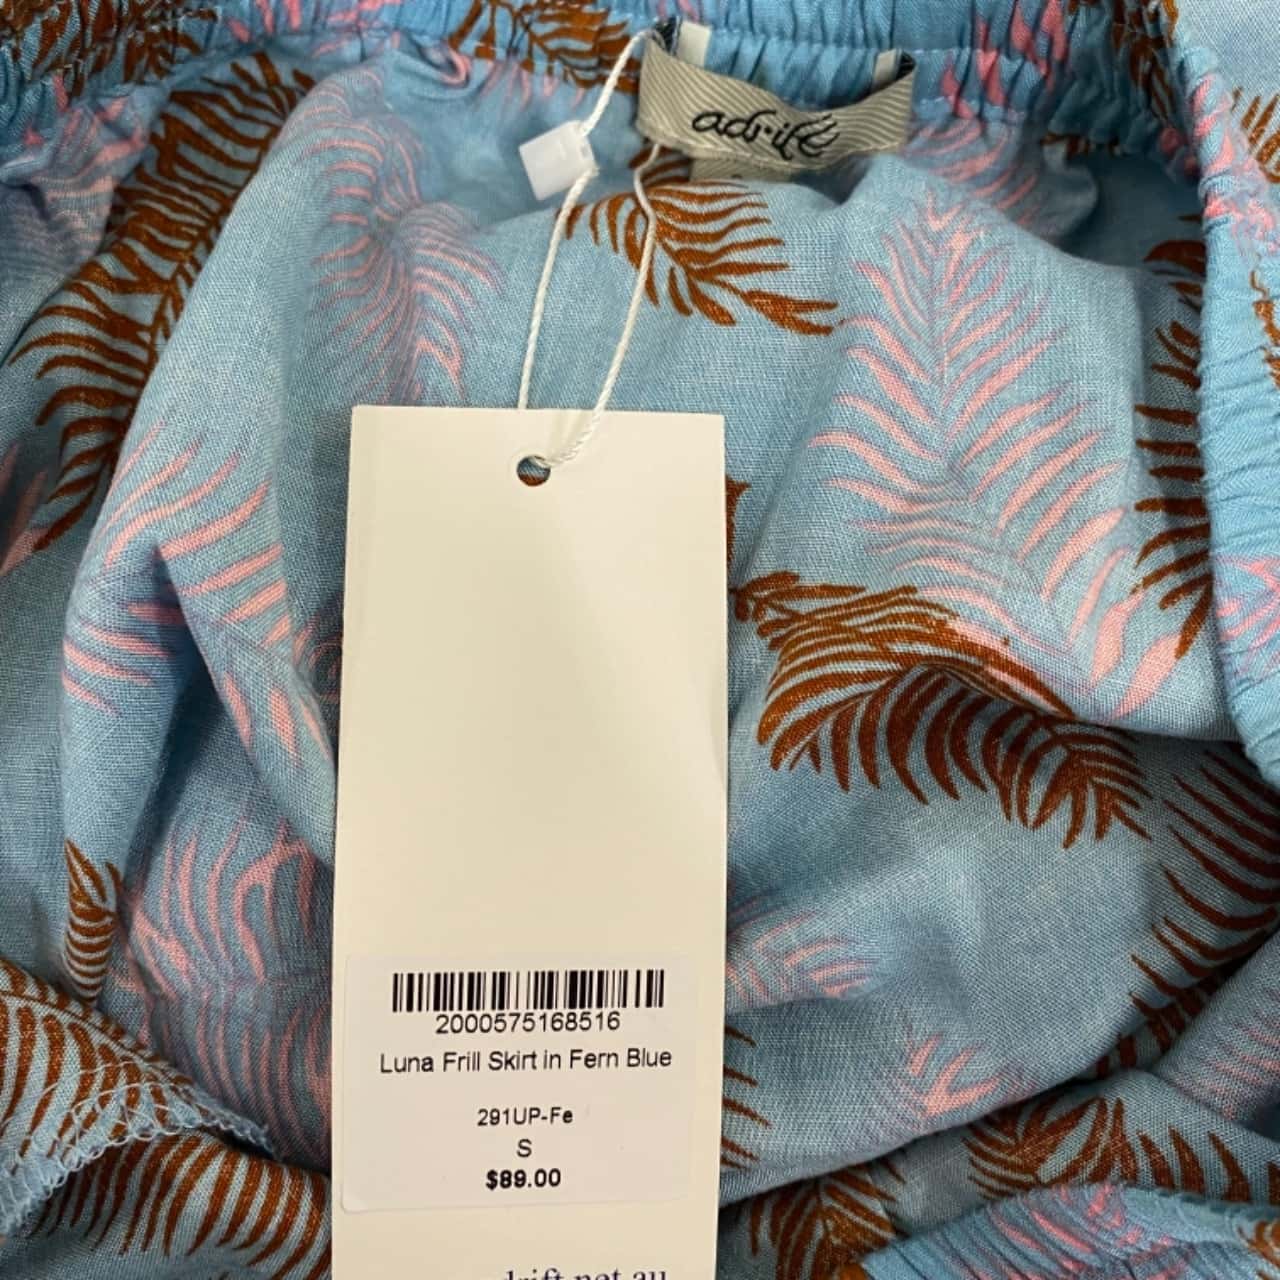 adrift
2000575168516
Luna Frill Skirt in Fern Blue
291UP-Fe
S
$89.00